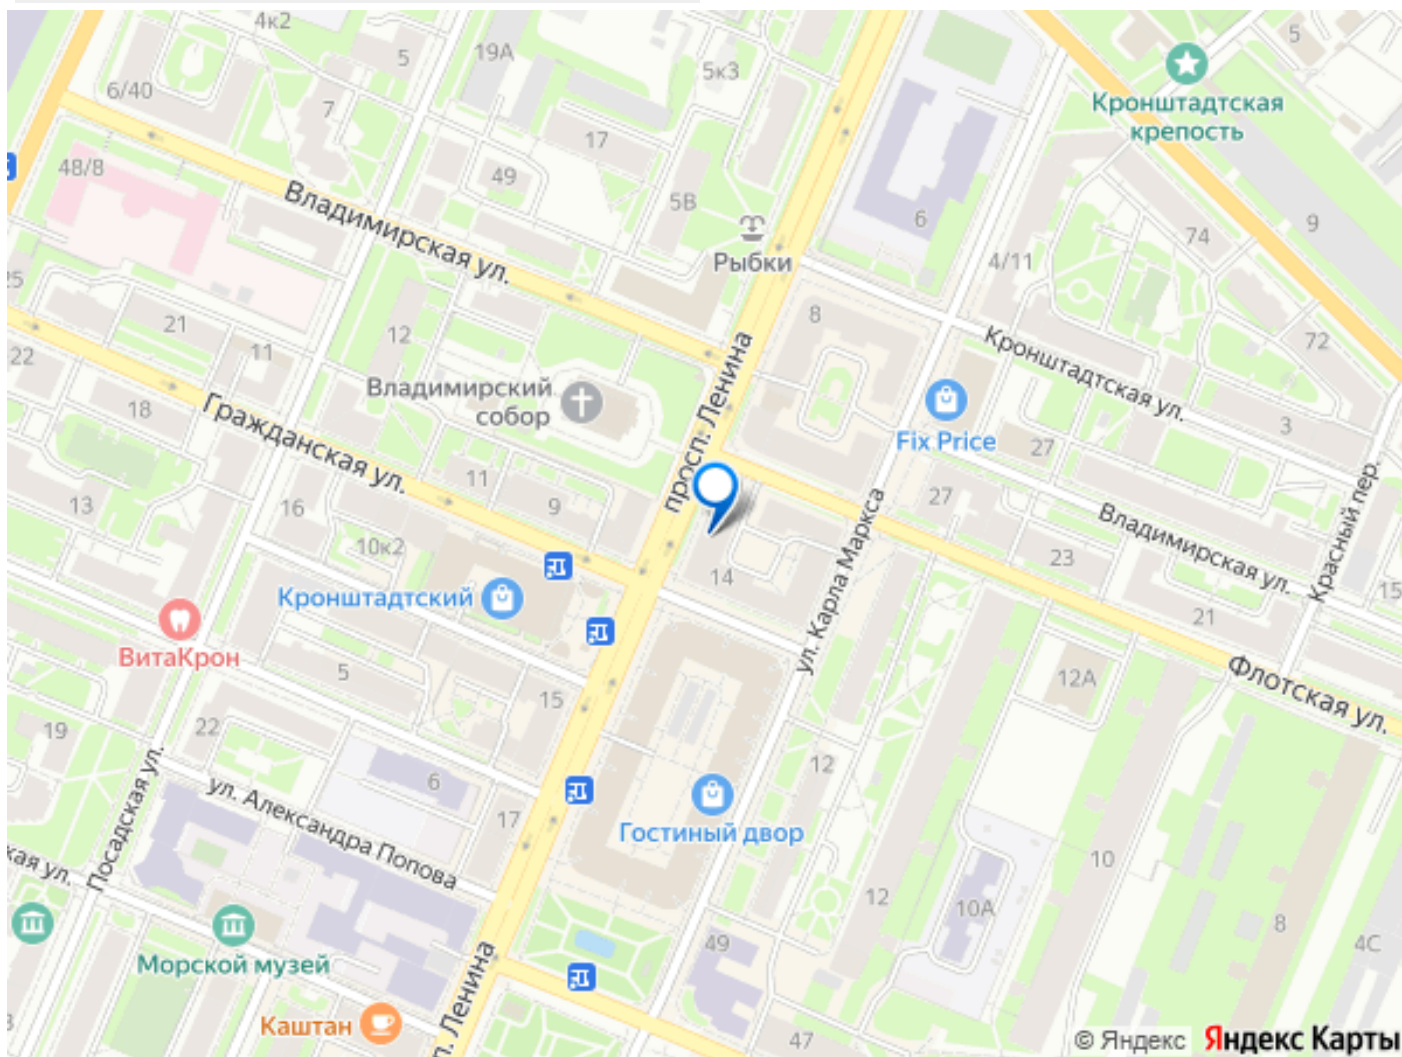 4к2
19А
5
5
5к3
6/40
7
17
Кронштадтская
крепость
48/8
49
5В
6
9
74
Владимирская ул.
Рыбки
4/11
25
21
12
8
11
22
72
Кронштадтская ул.
просп. Ленина
Владимирский
собор
18
Гражданская ул.
Fix Price
3
27
11
9
13
16
27
Владимирская ул.
Красный пер.
10к2
23
14
ул. Карла Маркса
15
Кронштадтский
21
ВитаКрон
5
15
12А
Флотская ул.
19
22
12
6
ул. Александра Попова
17
Гостиный двор
Посадская ул.
10
кая ул.
12
10А
8
4С
49
Морской музей
Каштан
п. Ленина
47
© Яндекс Яндекс Карты